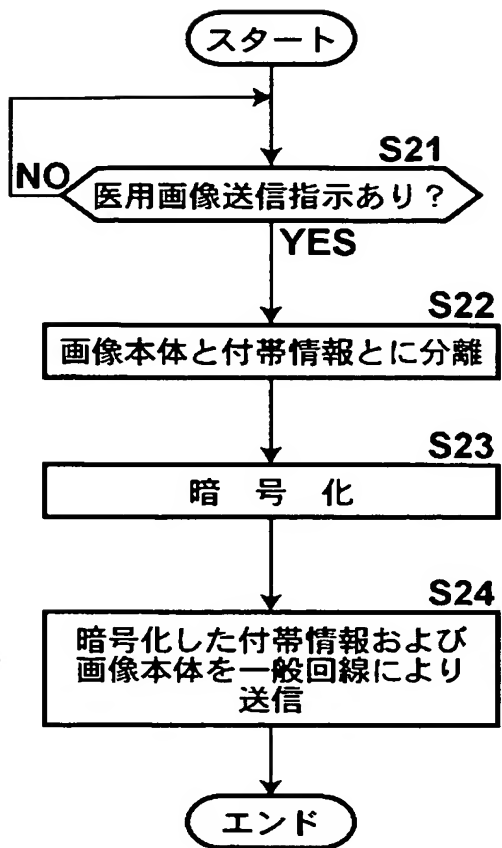 スタート
S21
NO
医用画像送信指示あり?
YES
S22
画像本体と付帯情報とに分離
S23
暗 号 化
S24
暗号化した付帯情報および
画像本体を一般回線により
送信
エンド